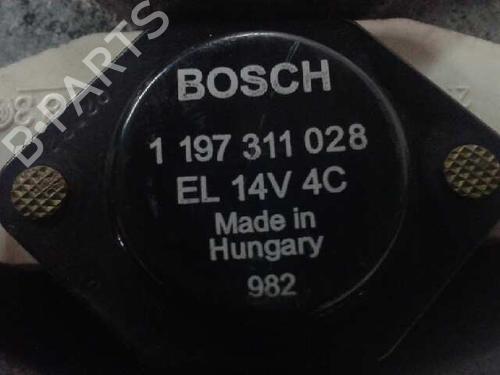 BOSCH
1 197 311 028
EL 14V 4C
Made in
Hungary
982
B-PARTS